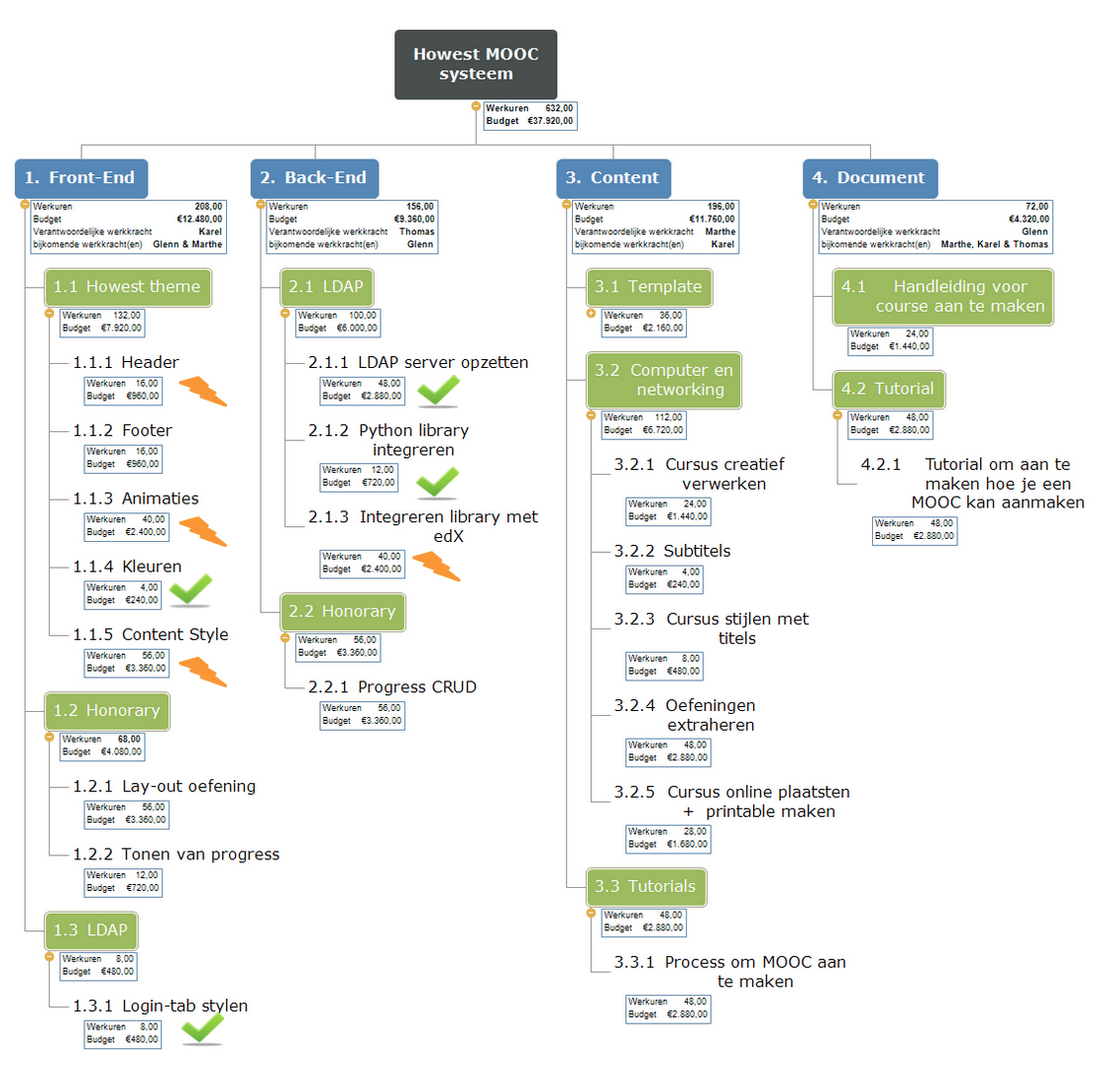 Howest MOOC
systeem
Werkuren 632,00
Budget €37.920,00
1. Front-End
Werkuren 208,00
Budget €12.480,00
Verantwoordelijke werkkracht Karel
bijkomende werkkracht(en) Glenn & Marthe
1.1 Howest theme
Werkuren 132,00
Budget €7.920,00
1.1.1 Header
Werkuren 16,00
Budget €960,00
1.1.2 Footer
Werkuren 16,00
Budget €960,00
1.1.3 Animaties
Werkuren 40,00
Budget €2.400,00
1.1.4 Kleuren
Werkuren 4,00
Budget €240,00
1.1.5 Content Style
Werkuren 56,00
Budget €3.360,00
1.2 Honorary
Werkuren 68,00
Budget €4.080,00
1.2.1 Lay-out oefening
Werkuren 56,00
Budget €3.360,00
1.2.2 Tonen van progress
Werkuren 12,00
Budget €720,00
1.3 LDAP
Werkuren 8,00
Budget €480,00
1.3.1 Login-tab stylen
Werkuren 8,00
Budget €480,00
2. Back-End
Werkuren 156,00
Budget €9.360,00
Verantwoordelijke werkkracht Thomas
bijkomende werkkracht(en) Glenn
2.1 LDAP
Werkuren 100,00
Budget €6.000,00
2.1.1 LDAP server opzetten
Werkuren 48,00
Budget €2.880,00
2.1.2 Python library
integreren
Werkuren 12,00
Budget €720,00
2.1.3 Integreren library met
edX
Werkuren 40,00
Budget €2.400,00
2.2 Honorary
Werkuren 56,00
Budget €3.360,00
2.2.1 Progress CRUD
Werkuren 56,00
Budget €3.360,00
3. Content
Werkuren 196,00
Budget €11.760,00
Verantwoordelijke werkkracht Marthe
bijkomende werkkracht(en) Karel
3.1 Template
Werkuren 36,00
Budget €2.160,00
3.2 Computer en
networking
Werkuren 112,00
Budget €6.720,00
3.2.1 Cursus creatief
verwerken
Werkuren 24,00
Budget €1.440,00
3.2.2 Subtitels
Werkuren 4,00
Budget €240,00
3.2.3 Cursus stijlen met
titels
Werkuren 8,00
Budget €480,00
3.2.4 Oefeningen
extraheren
Werkuren 48,00
Budget €2.880,00
3.2.5 Cursus online plaatsten
+ printable maken
Werkuren 28,00
Budget €1.680,00
3.3 Tutorials
Werkuren 48,00
Budget €2.880,00
3.3.1 Process om MOOC aan
te maken
Werkuren 48,00
Budget €2.880,00
4. Document
Werkuren 72,00
Budget €4.320,00
Verantwoordelijke werkkracht Glenn
bijkomende werkkracht(en) Marthe, Karel & Thomas
4.1 Handleiding voor
course aan te maken
Werkuren 24,00
Budget €1.440,00
4.2 Tutorial
Werkuren 48,00
Budget €2.880,00
4.2.1 Tutorial om aan te
maken hoe je een
MOOC kan aanmaken
Werkuren 48,00
Budget €2.880,00